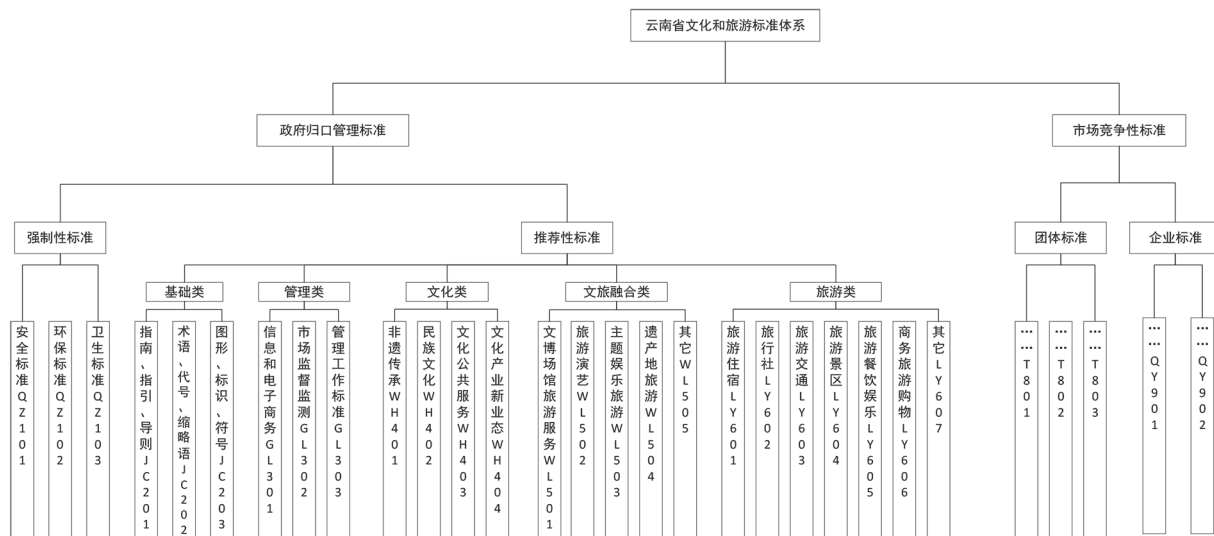 云南省文化和旅游标准体系
政府归口管理标准
市场竞争性标准
强制性标准
推荐性标准
团体标准
企业标准
基础类
管理类
文化类
文旅融合类
旅游类
安全标准QZ101
环保标准QZ102
卫生标准QZ103
指南、指引、导则JC201
术语、代号、缩略语JC202
图形、标识、符号JC203
信息和电子商务GL301
市场监督监测GL302
管理工作标准GL303
非遗传承WH401
民族文化WH402
文化公共服务WH403
文化产业新业态WH404
文博场馆旅游服务WL501
旅游演艺WL502
主题娱乐旅游WL503
遗产地旅游WL504
其它WL505
旅游住宿LY601
旅行社LY602
旅游交通LY603
旅游景区LY604
旅游餐饮娱乐LY605
商务旅游购物LY606
其它LY607
……T801
……T802
……T803
……QY901
……QY902